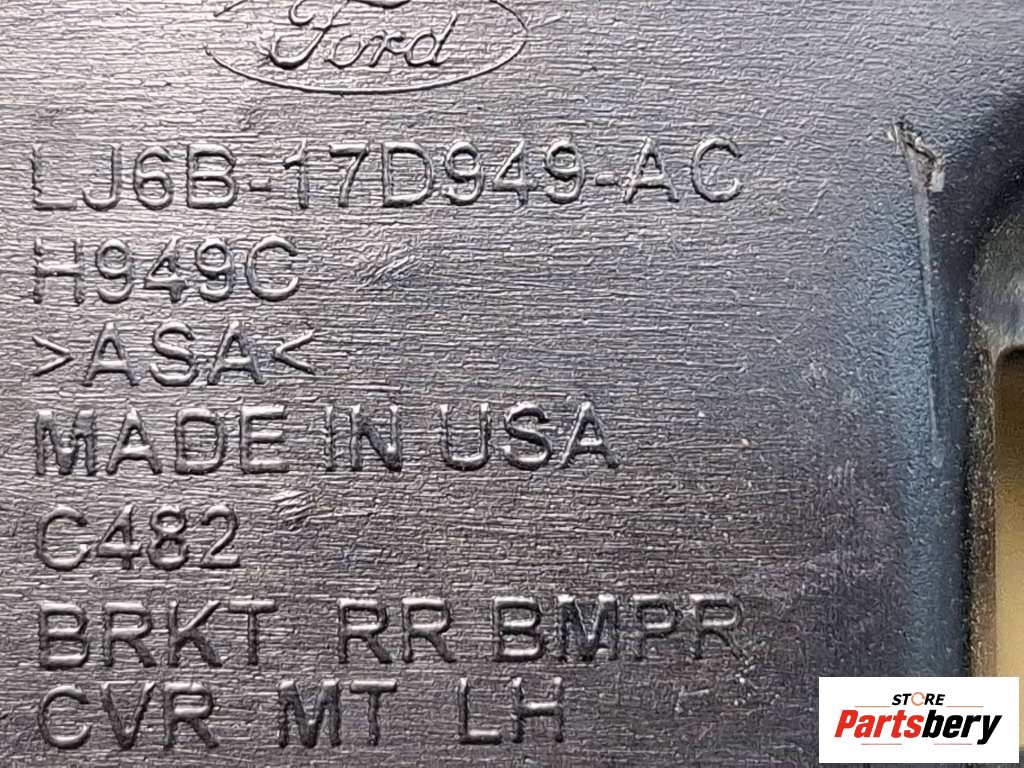 Ford
LJ6B-17D949-AC
H949C
>ASA<
MADE IN USA
C482
BRKT RR BMPR
CVR MT LH
STORE
Partsbery